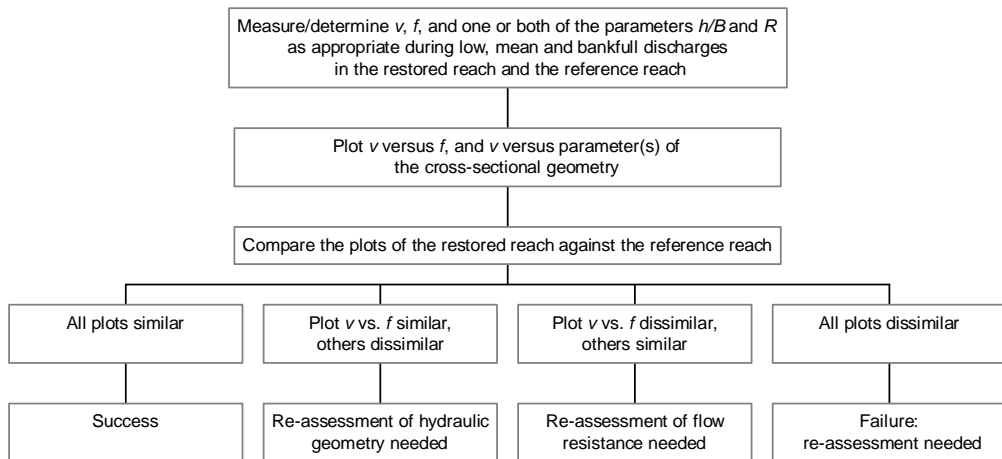 Measure/determine v, f, and one or both of the parameters h/B and R
as appropriate during low, mean and bankfull discharges
in the restored reach and the reference reach
Plot v versus f, and v versus parameter(s) of
the cross-sectional geometry
Compare the plots of the restored reach against the reference reach
All plots similar
Plot v vs. f similar,
others dissimilar
Plot v vs. f dissimilar,
others similar
All plots dissimilar
Success
Re-assessment of hydraulic
geometry needed
Re-assessment of flow
resistance needed
Failure:
re-assessment needed